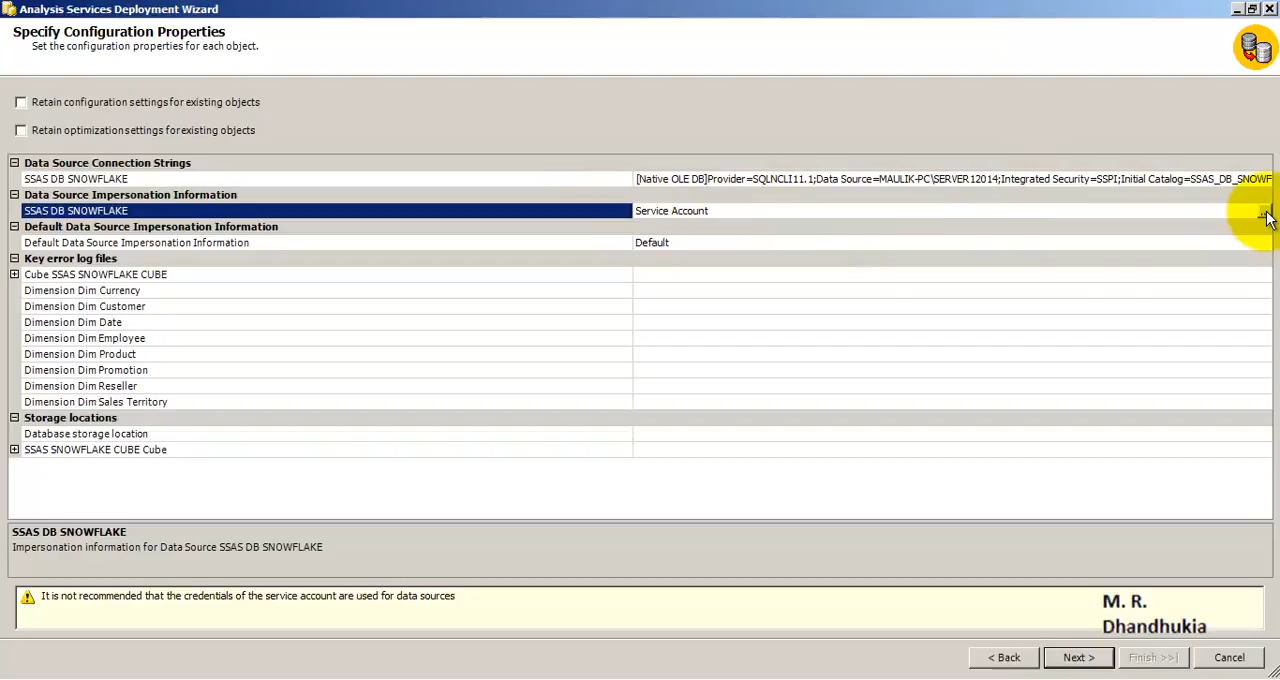 Analysis Services Deployment Wizard
Specify Configuration Properties
Set the configuration properties for each object.
Retain configuration settings for existing objects
Retain optimization settings for existing objects
Data Source Connection Strings
SSAS DB SNOWFLAKE [Native OLE DB]Provider=SQLNCLI11.1;Data Source=MAULIK-PC\SERVER12014;Integrated Security=SSPI;Initial Catalog=SSAS_DB_SNOWF
Data Source Impersonation Information
SSAS DB SNOWFLAKE Service Account
Default Data Source Impersonation Information
Default Data Source Impersonation Information Default
Key error log files
Cube SSAS SNOWFLAKE CUBE
Dimension Dim Currency
Dimension Dim Customer
Dimension Dim Date
Dimension Dim Employee
Dimension Dim Product
Dimension Dim Promotion
Dimension Dim Reseller
Dimension Dim Sales Territory
Storage locations
Database storage location
SSAS SNOWFLAKE CUBE Cube
SSAS DB SNOWFLAKE
Impersonation information for Data Source SSAS DB SNOWFLAKE
It is not recommended that the credentials of the service account are used for data sources
M. R.
Dhandhukia
< Back Next > Finish >>| Cancel